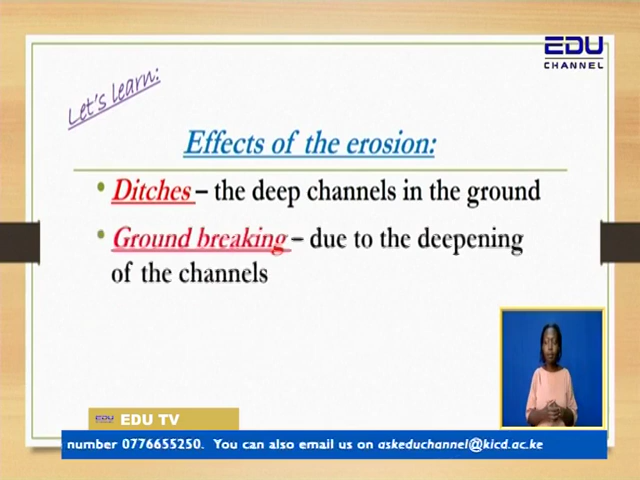 EDU
CHANNEL
Let's learn:
Effects of the erosion:
• Ditches – the deep channels in the ground
• Ground breaking – due to the deepening
of the channels
EDU EDU TV
number 0776655250. You can also email us on askeduchannel@kicd.ac.ke